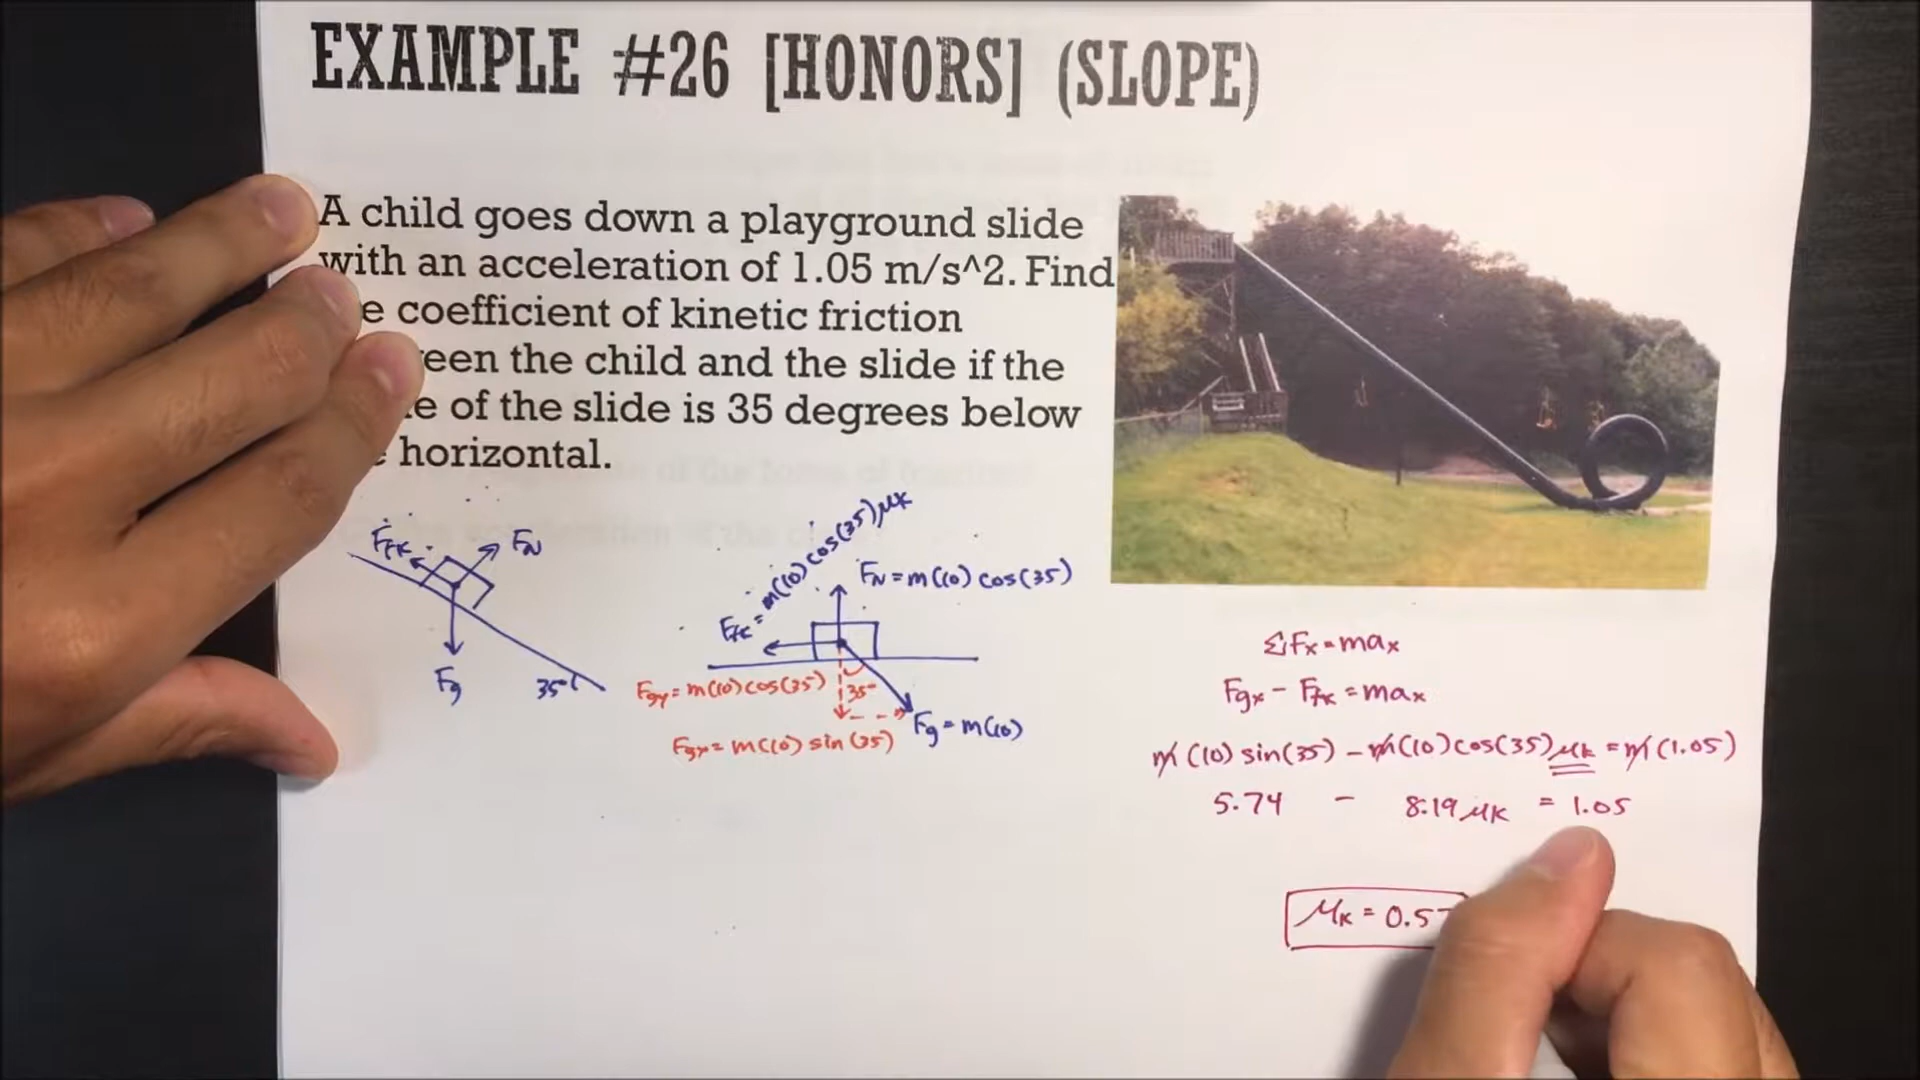 EXAMPLE #26 [HONORS] (SLOPE)
A child goes down a playground slide
with an acceleration of 1.05 m/s^2. Find
e coefficient of kinetic friction
een the child and the slide if the
e of the slide is 35 degrees below
horizontal.
Ffk
FN
Fg
35°
Ffk = m(10) cos(35) μk
FN = m(10) cos(35)
Fgy = m(10) cos(35)
35°
Fg = m(10)
Fgx = m(10) sin(35)
ΣFx = max
Fgx - Ffk = max
m(10) sin(35) - m(10) cos(35) μk = m(1.05)
5.74 - 8.19 μk = 1.05
μk = 0.5